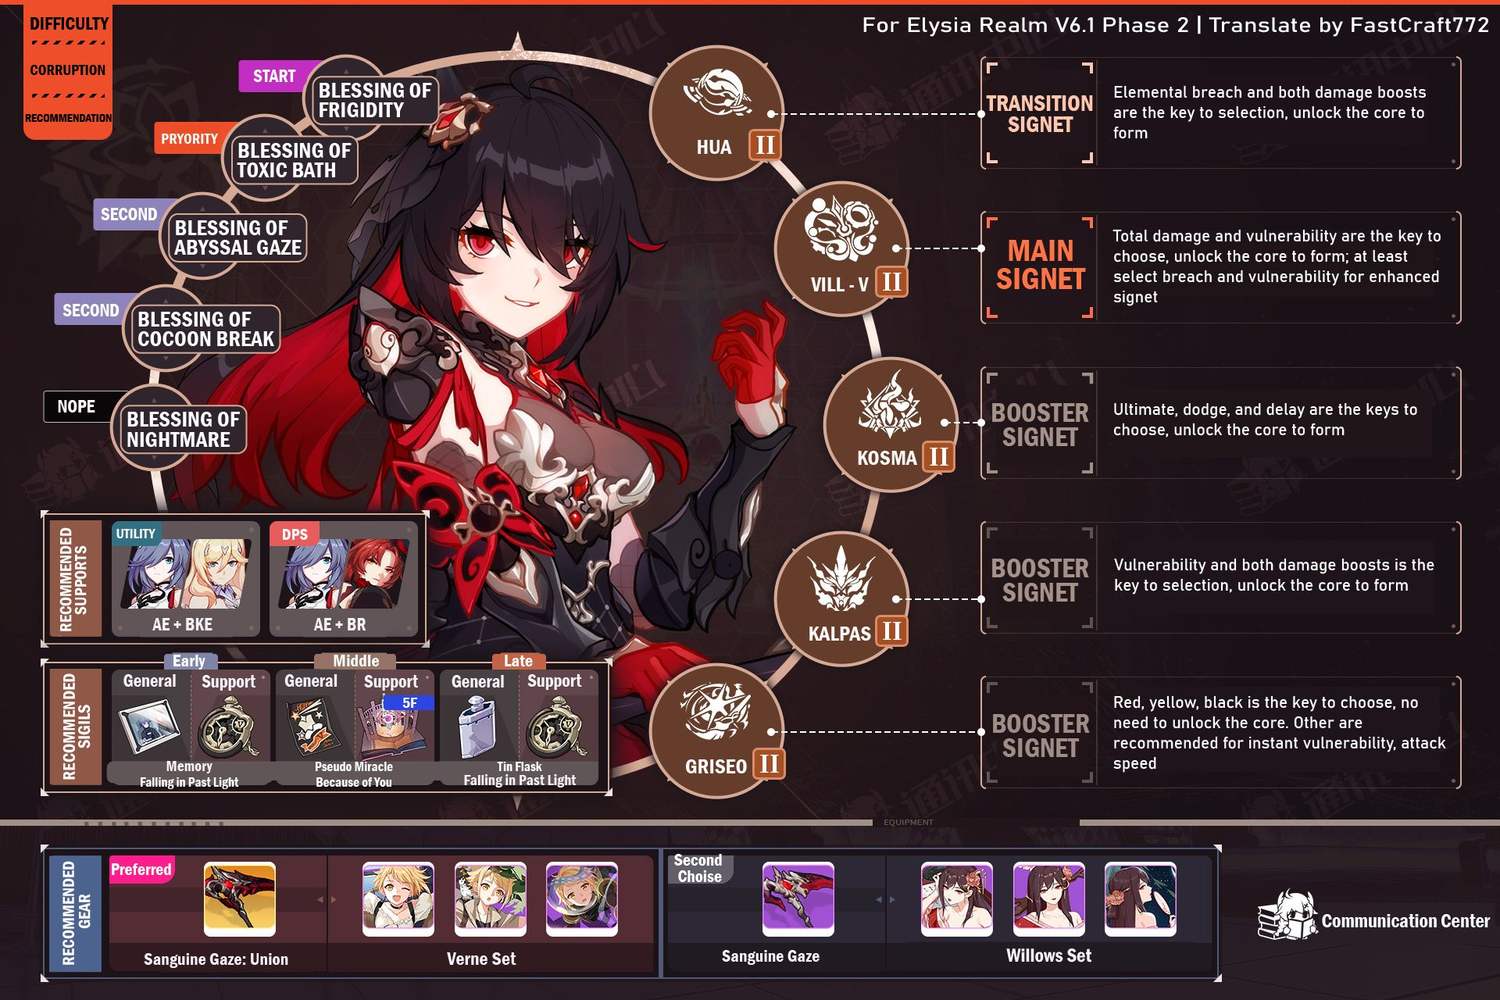 For Elysia Realm V6.1 Phase 2 | Translate by FastCraft772
DIFFICULTY
CORRUPTION
RECOMMENDATION
START
BLESSING OF
FRIGIDITY
PRYORITY
BLESSING OF
TOXIC BATH
SECOND
BLESSING OF
ABYSSAL GAZE
SECOND
BLESSING OF
COCOON BREAK
NOPE
BLESSING OF
NIGHTMARE
HUA II
TRANSITION
SIGNET
Elemental breach and both damage boosts
are the key to selection, unlock the core to
form
VILL - V II
MAIN
SIGNET
Total damage and vulnerability are the key to
choose, unlock the core to form; at least
select breach and vulnerability for enhanced
signet
KOSMA II
BOOSTER
SIGNET
Ultimate, dodge, and delay are the keys to
choose, unlock the core to form
KALPAS II
BOOSTER
SIGNET
Vulnerability and both damage boosts is the
key to selection, unlock the core to form
GRISEO II
BOOSTER
SIGNET
Red, yellow, black is the key to choose, no
need to unlock the core. Other are
recommended for instant vulnerability, attack
speed
RECOMMENDED
SUPPORTS
UTILITY
AE + BKE
DPS
AE + BR
RECOMMENDED
SIGILS
Early
General Support
Memory
Falling in Past Light
Middle
General Support
5F
Pseudo Miracle
Because of You
Late
General Support
Tin Flask
Falling in Past Light
EQUIPMENT
RECOMMENDED
GEAR
Preferred
Sanguine Gaze: Union
Verne Set
Second
Choise
Sanguine Gaze
Willows Set
Communication Center